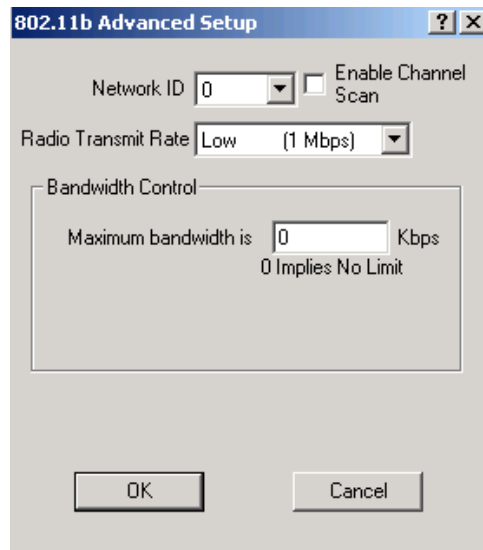 802.11b Advanced Setup ? ×
Network ID 0 Enable Channel Scan
Radio Transmit Rate Low (1 Mbps)
Bandwidth Control
Maximum bandwidth is 0 Kbps
0 Implies No Limit
OK Cancel